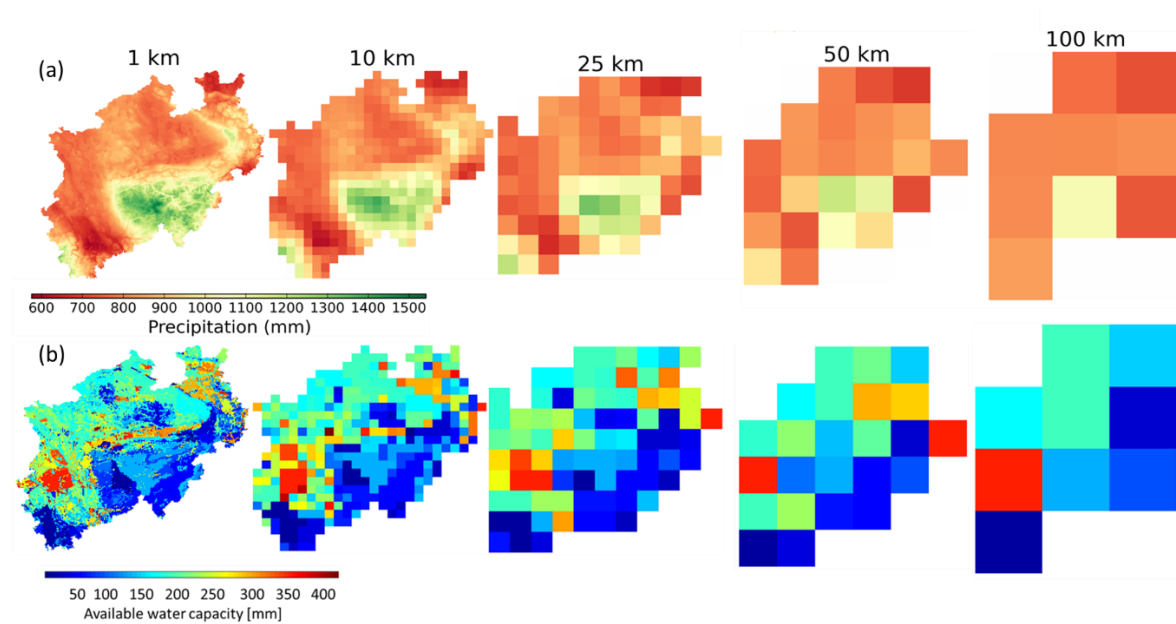 (a)
1 km
10 km
25 km
50 km
100 km
600 700 800 900 1000 1100 1200 1300 1400 1500
Precipitation (mm)
(b)
50 100 150 200 250 300 350 400
Available water capacity [mm]